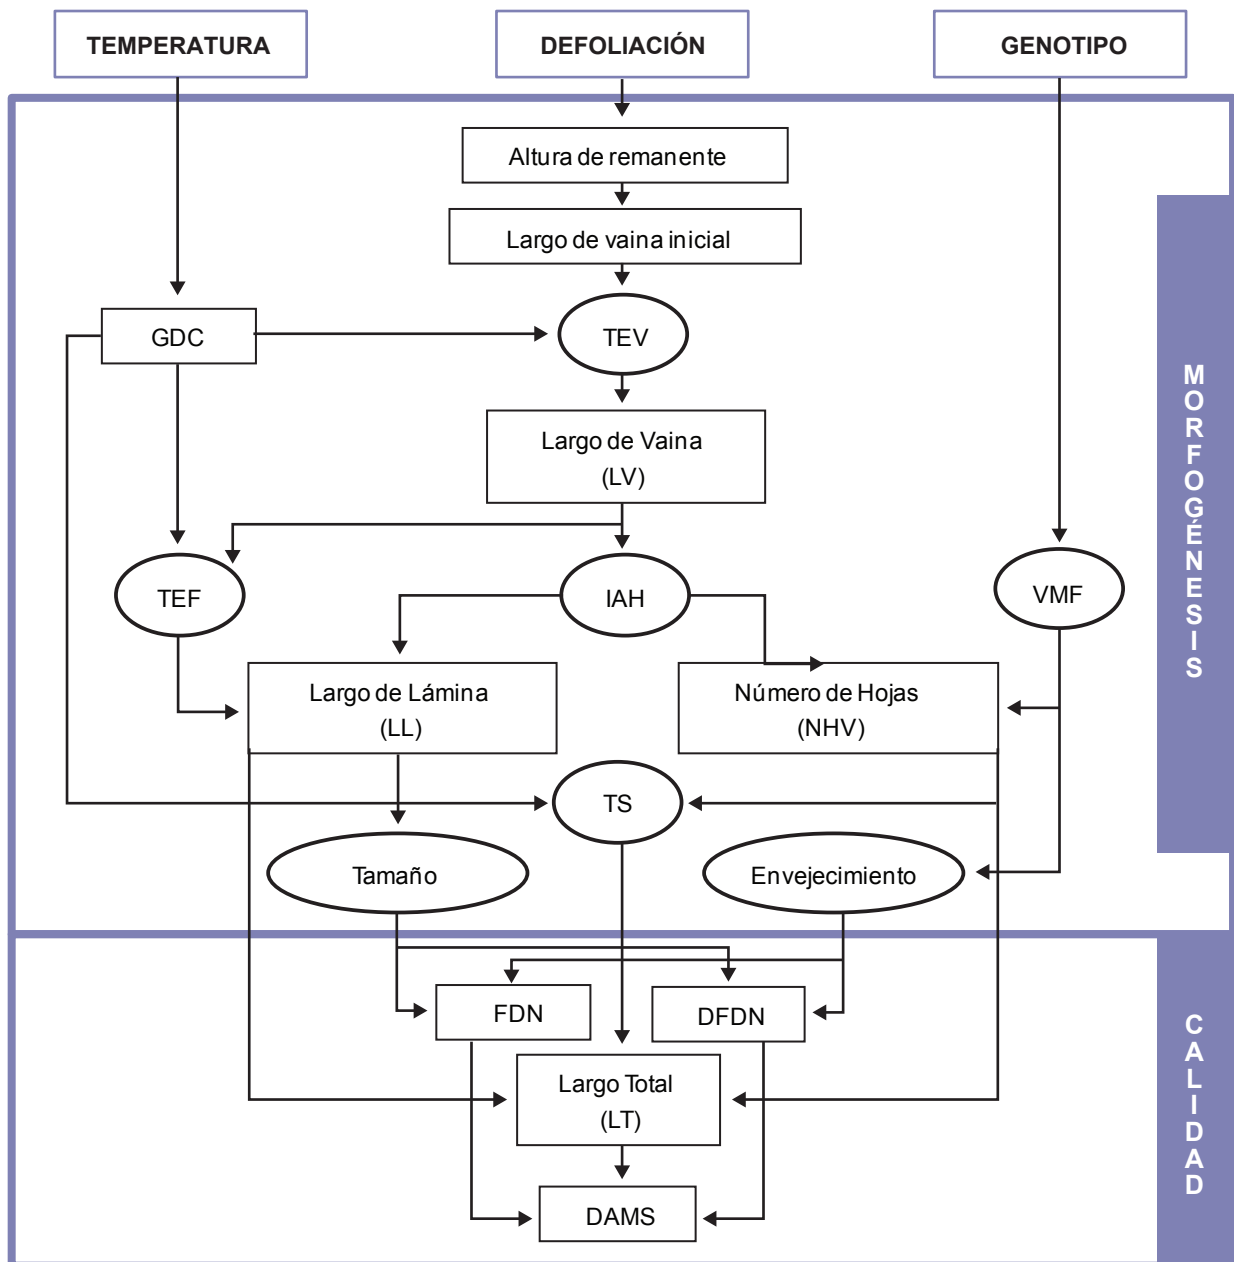 TEMPERATURA
DEFOLIACIÓN
GENOTIPO
Altura de remanente
Largo de vaina inicial
GDC
TEV
Largo de Vaina
(LV)
TEF
IAH
VMF
Largo de Lámina
(LL)
Número de Hojas
(NHV)
TS
Tamaño
Envejecimiento
MORFOGÉNESIS
FDN
DFDN
Largo Total
(LT)
DAMS
CALIDAD